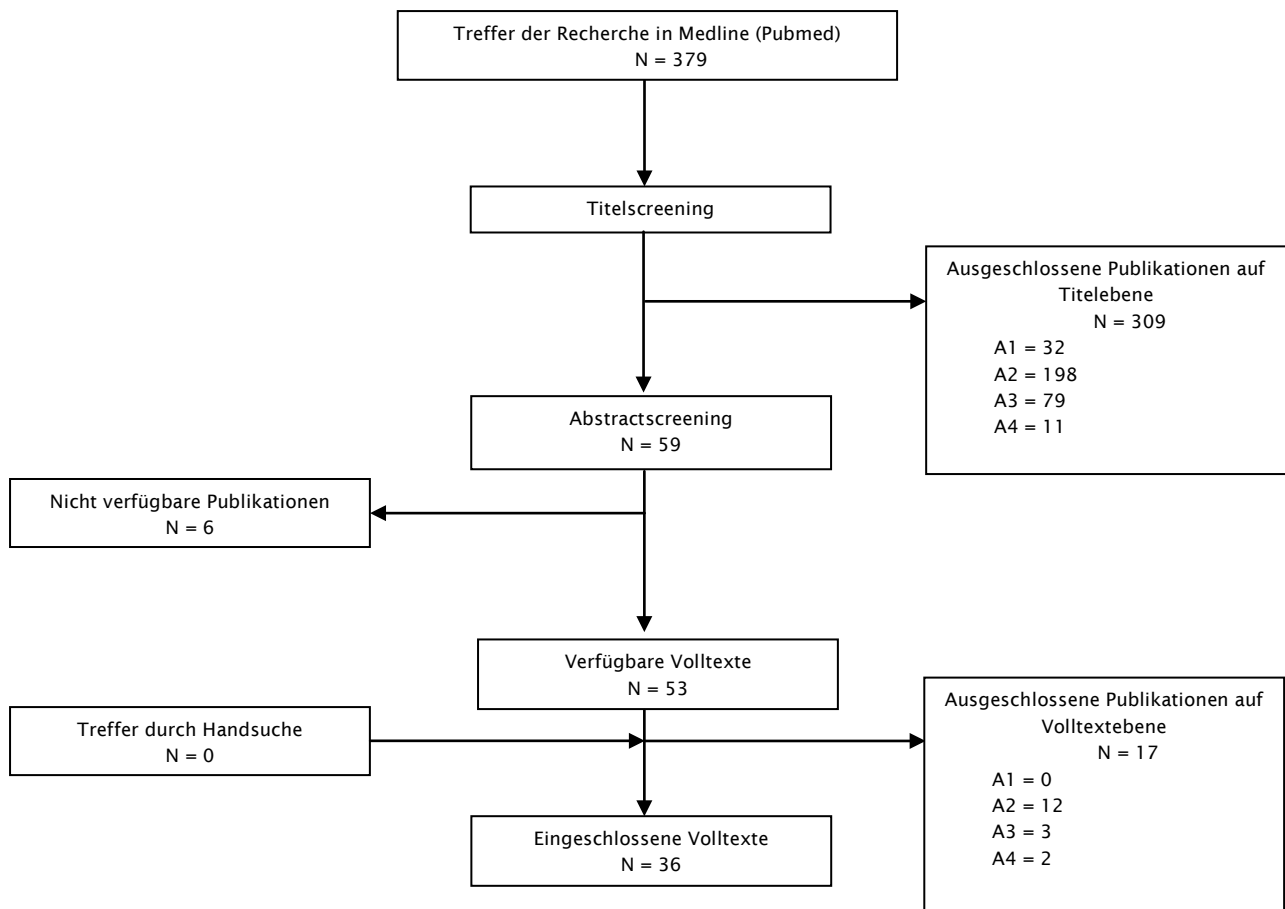 Treffer der Recherche in Medline (Pubmed)
N = 379
Titelscreening
Ausgeschlossene Publikationen auf
Titelebene
N = 309
A1 = 32
A2 = 198
A3 = 79
A4 = 11
Abstractscreening
N = 59
Nicht verfügbare Publikationen
N = 6
Verfügbare Volltexte
N = 53
Treffer durch Handsuche
N = 0
Ausgeschlossene Publikationen auf
Volltextebene
N = 17
A1 = 0
A2 = 12
A3 = 3
A4 = 2
Eingeschlossene Volltexte
N = 36